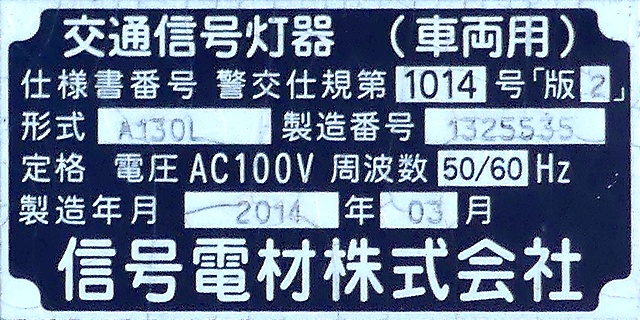 交通信号灯器 （車両用）
仕様書番号 警交仕規第 1014 号「版 2」
形式 A130L 製造番号 1325535
定格 電圧 AC100V 周波数 50/60 Hz
製造年月 2014 年 03 月
信号電材株式会社